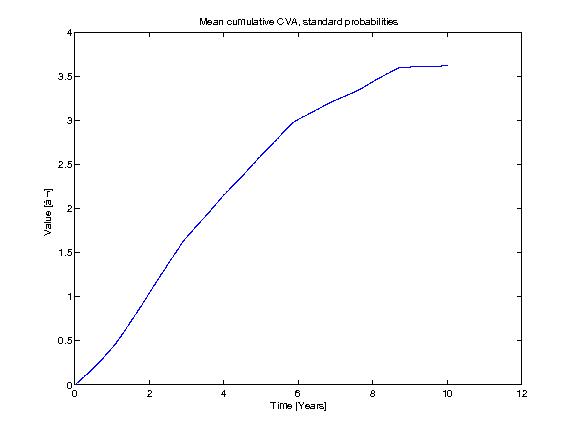 Mean cumulative CVA, standard probabilities
4
3.5
3
2.5
2
1.5
1
0.5
0
Value [â¬]
0 2 4 6 8 10 12
Time [Years]